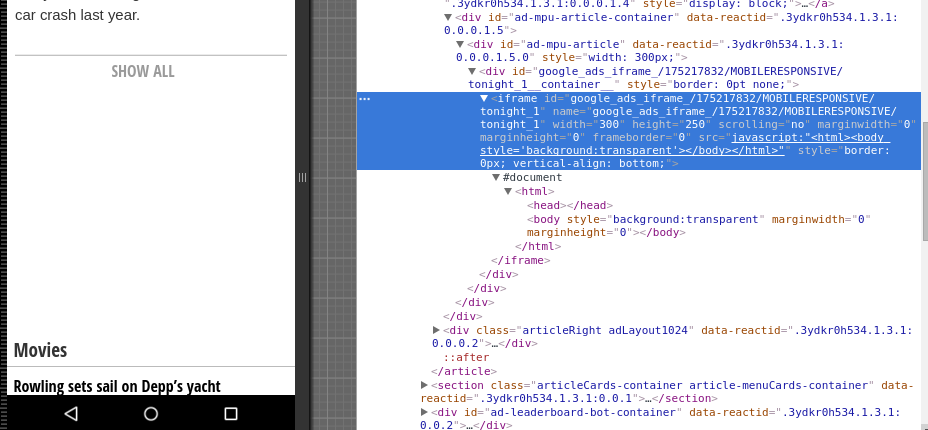 car crash last year.
SHOW ALL
Movies
Rowling sets sail on Depp's yacht
".3ydkr0h534.1.3.1:0.0.0.1.4" style="display: block;">…</a>
▼<div id="ad-mpu-article-container" data-reactid=".3ydkr0h534.1.3.1:
0.0.0.1.5">
▼<div id="ad-mpu-article" data-reactid=".3ydkr0h534.1.3.1:
0.0.0.1.5.0" style="width: 300px;">
▼<div id="google_ads_iframe_/175217832/MOBILERESPONSIVE/
tonight_1__container__" style="border: 0pt none;">
▼<iframe id="google_ads_iframe_/175217832/MOBILERESPONSIVE/
tonight_1" name="google_ads_iframe_/175217832/MOBILERESPONSIVE/
tonight_1" width="300" height="250" scrolling="no" marginwidth="0"
marginheight="0" frameborder="0" src="javascript:"<html><body
style='background:transparent'></body></html>"" style="border:
0px; vertical-align: bottom;">
▼#document
▼<html>
<head></head>
<body style="background:transparent" marginwidth="0"
marginheight="0"></body>
</html>
</iframe>
</div>
</div>
</div>
</div>
▶<div class="articleRight adLayout1024" data-reactid=".3ydkr0h534.1.3.1:
0.0.0.2">…</div>
::after
</article>
▶<section class="articleCards-container article-menuCards-container" data-
reactid=".3ydkr0h534.1.3.1:0.0.1">…</section>
▶<div id="ad-leaderboard-bot-container" data-reactid=".3ydkr0h534.1.3.1:
0.0.2">…</div>